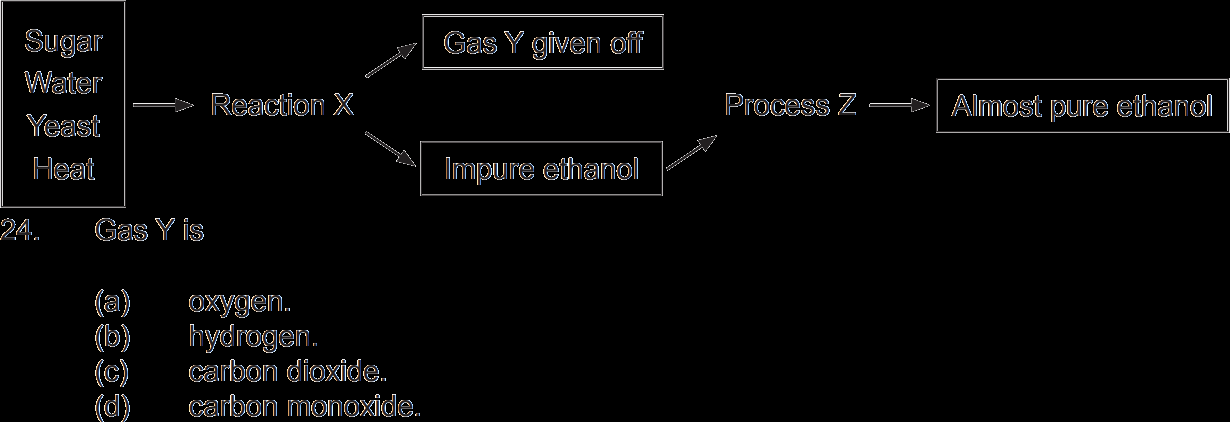 Sugar
Water
Yeast
Heat
Reaction X
Gas Y given off
Impure ethanol
Process Z
Almost pure ethanol
24. Gas Y is
(a) oxygen.
(b) hydrogen.
(c) carbon dioxide.
(d) carbon monoxide.